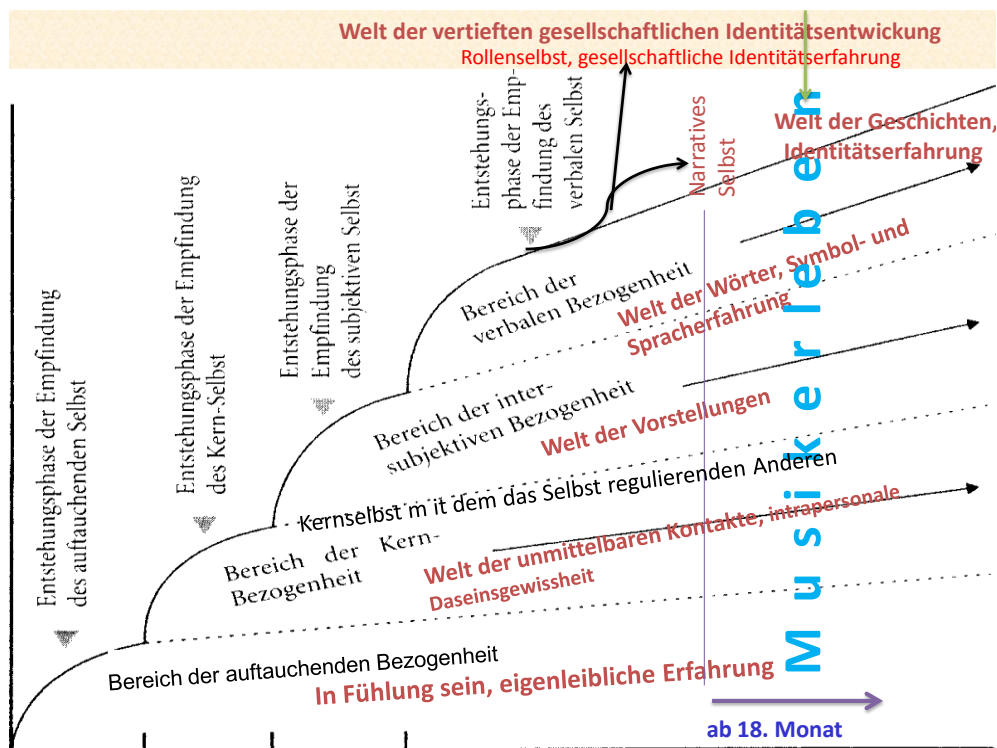 Welt der vertieften gesellschaftlichen Identitätsentwickung
Rollenselbst, gesellschaftliche Identitätserfahrung
Entstehungs-
phase der Emp-
findung des
verbalen Selbst
Narratives
Selbst
Welt der Geschichten,
Identitätserfahrung
Entstehungsphase der
Empfindung
des subjektiven Selbst
Entstehungsphase der Empfindung
des Kern-Selbst
Entstehungsphase der Empfindung
des auftauchenden Selbst
Bereich der
verbalen Bezogenheit
Welt der Wörter, Symbol- und
Spracherfahrung
Bereich der inter-
subjektiven Bezogenheit
Welt der Vorstellungen
Kernselbst m it dem das Selbst regulierenden Anderen
Bereich der Kern-
Bezogenheit
Welt der unmittelbaren Kontakte, intrapersonale
Daseinsgewissheit
Bereich der auftauchenden Bezogenheit
In Fühlung sein, eigenleibliche Erfahrung
Musikerleben
ab 18. Monat